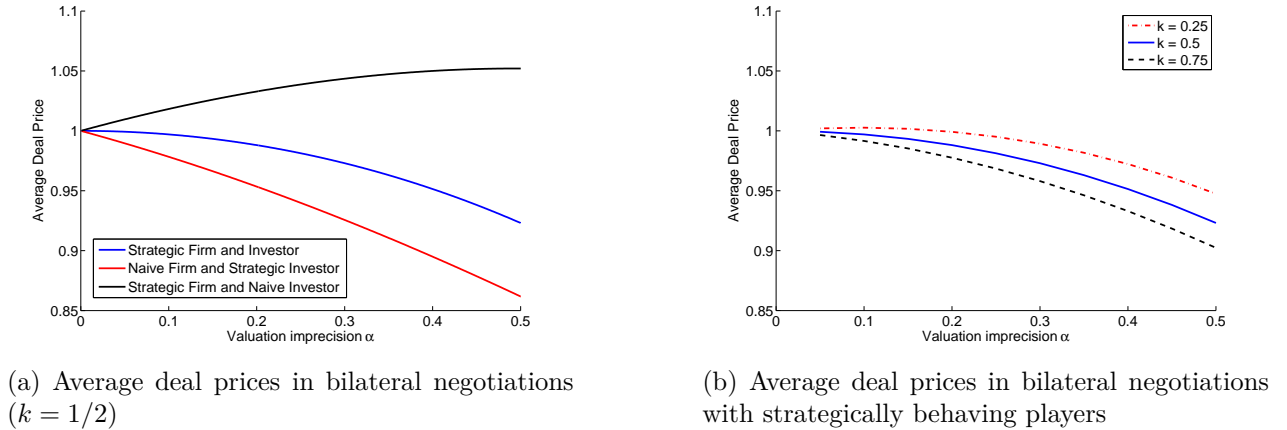 1.1
1.05
1
0.95
0.9
0.85
Average Deal Price
Strategic Firm and Investor
Naive Firm and Strategic Investor
Strategic Firm and Naive Investor
0 0.1 0.2 0.3 0.4 0.5
Valuation imprecision α
(a) Average deal prices in bilateral negotiations
(k = 1/2)
1.1
1.05
1
0.95
0.9
0.85
Average Deal Price
k = 0.25
k = 0.5
k = 0.75
0 0.1 0.2 0.3 0.4 0.5
Valuation imprecision α
(b) Average deal prices in bilateral negotiations
with strategically behaving players